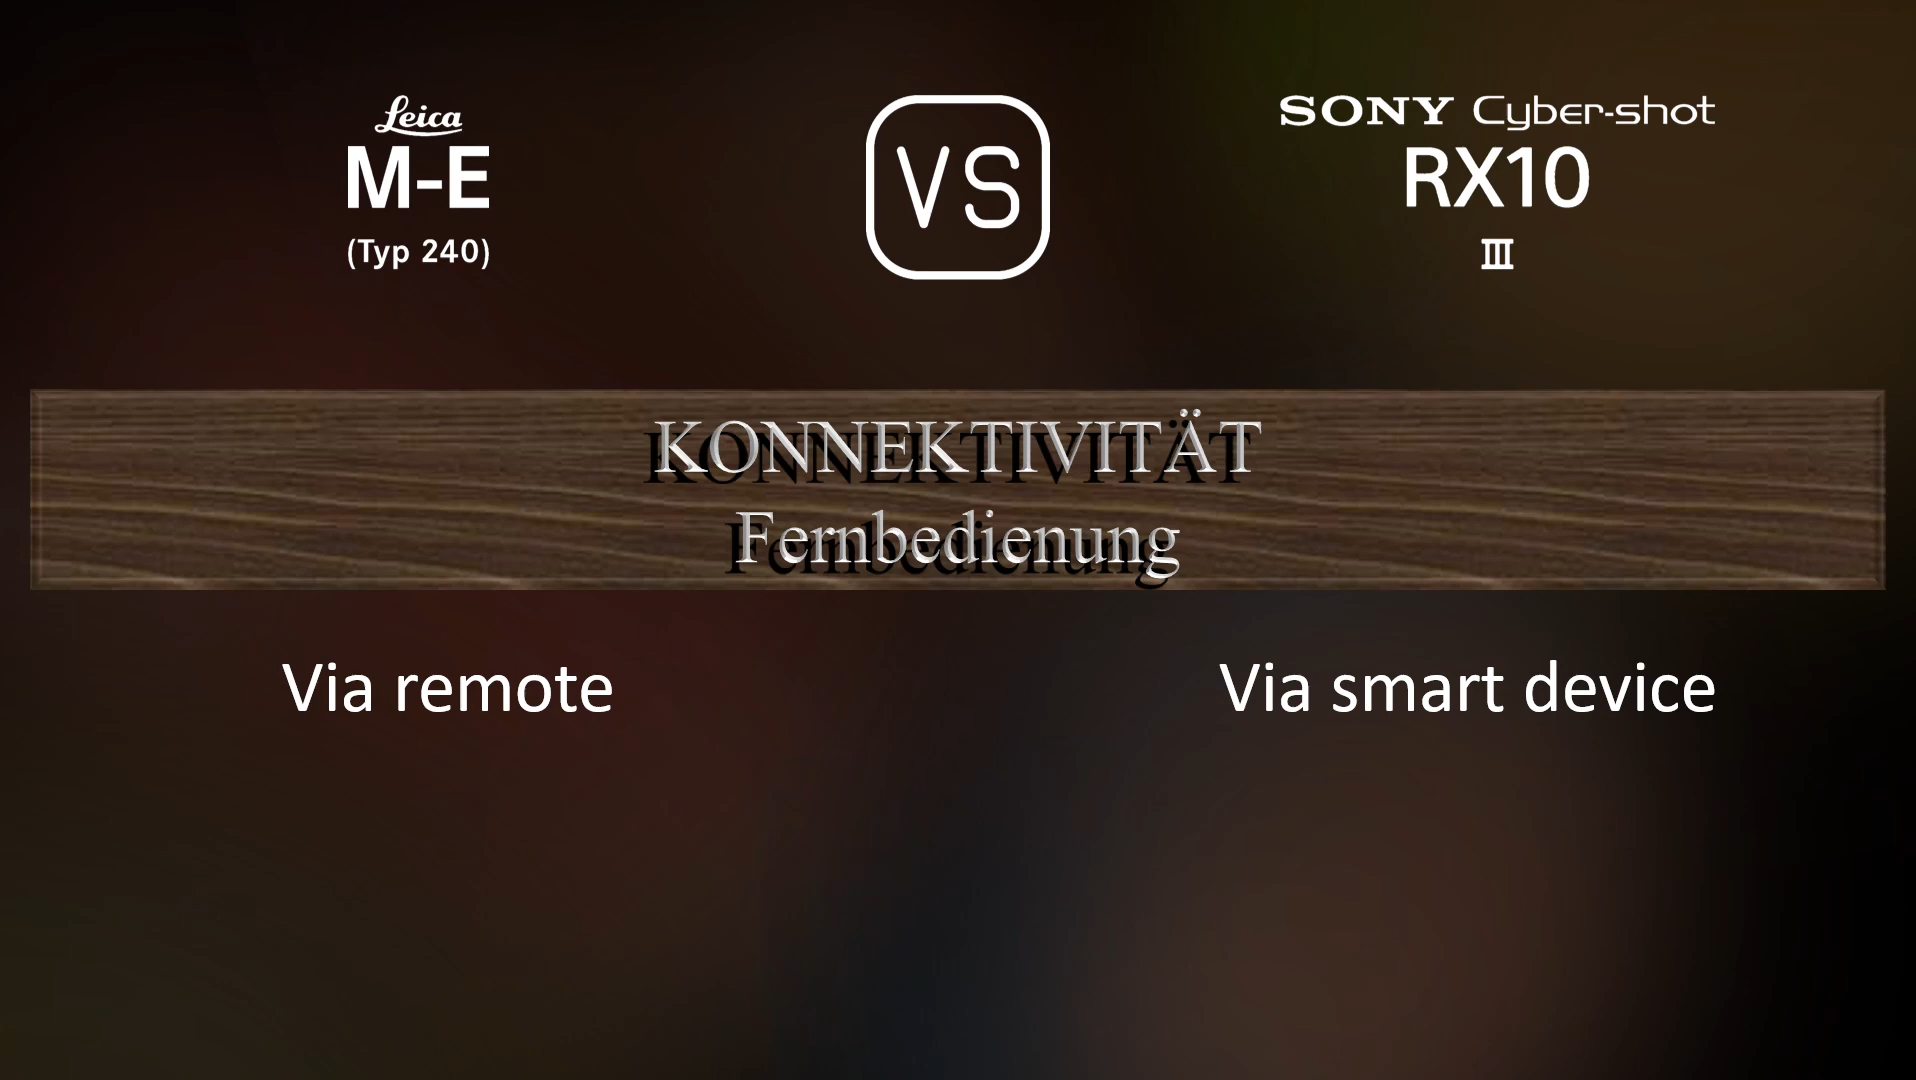 Leica
M-E
(Typ 240)
VS
SONY Cyber-shot
RX10
III
KONNEKTIVITÄT
Fernbedienung
Via remote
Via smart device